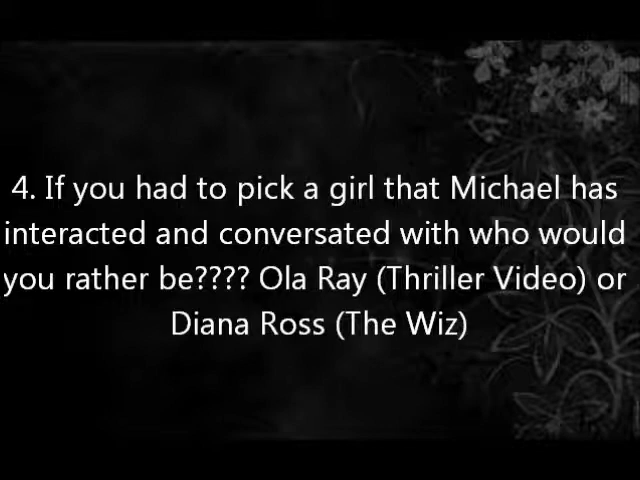 4. If you had to pick a girl that Michael has
interacted and conversated with who would
you rather be???? Ola Ray (Thriller Video) or
Diana Ross (The Wiz)